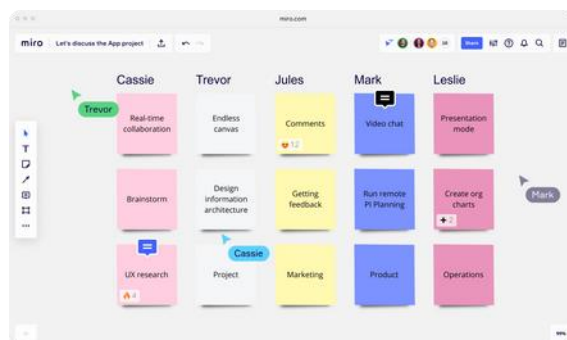 miro.com
miro
Let's discuss the App project
Share
Cassie
Trevor
Jules
Mark
Leslie
Trevor
Real-time
collaboration
Endless
canvas
Comments
12
Video chat
Presentation
mode
Brainstorm
Design
information
architecture
Getting
feedback
Run remote
PI Planning
Create org
charts
2
Mark
Cassie
UX research
Project
Marketing
Product
Operations
T